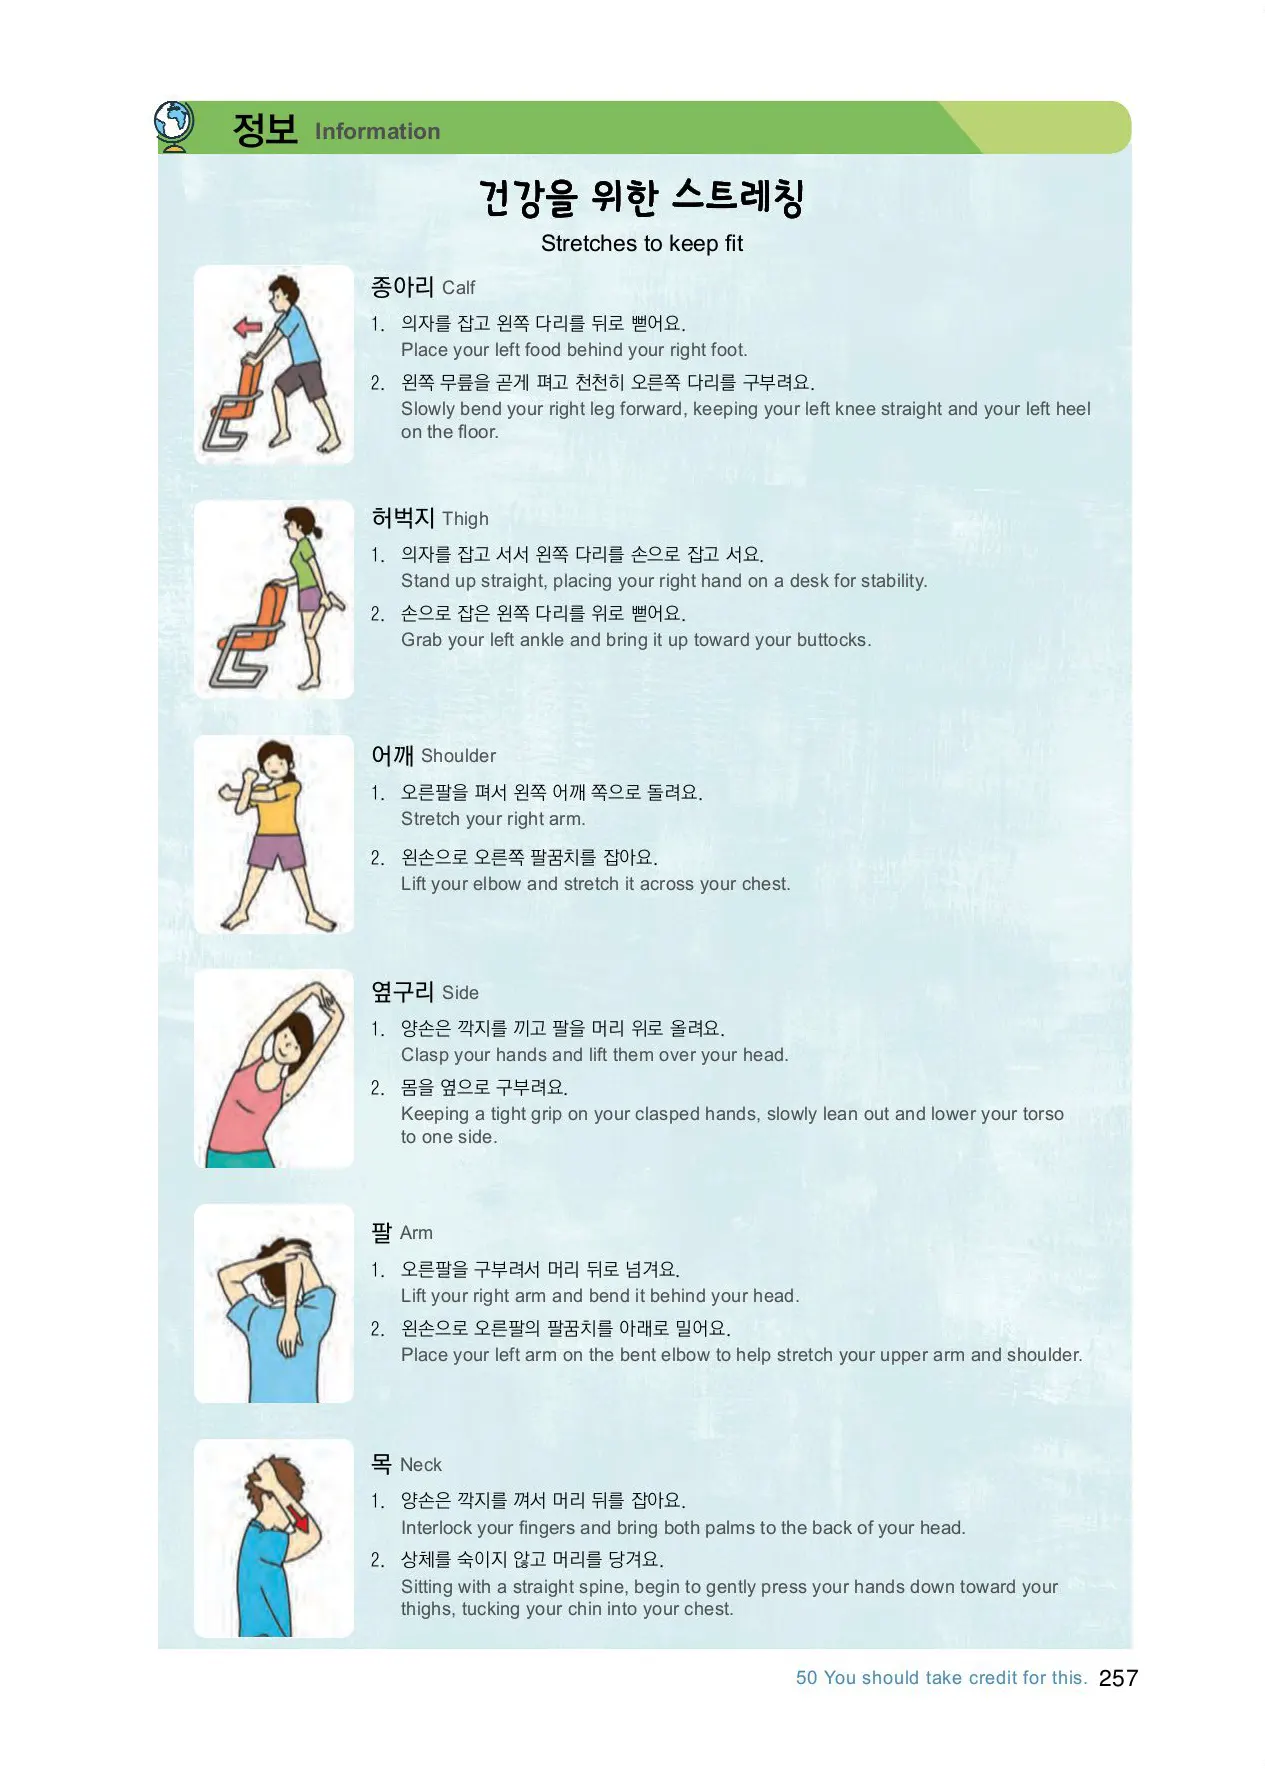 정보 Information
건강을 위한 스트레칭
Stretches to keep fit
종아리 Calf
1. 의자를 잡고 왼쪽 다리를 뒤로 뻗어요.
Place your left food behind your right foot.
2. 왼쪽 무릎을 곧게 펴고 천천히 오른쪽 다리를 구부려요.
Slowly bend your right leg forward, keeping your left knee straight and your left heel
on the floor.
허벅지 Thigh
1. 의자를 잡고 서서 왼쪽 다리를 손으로 잡고 서요.
Stand up straight, placing your right hand on a desk for stability.
2. 손으로 잡은 왼쪽 다리를 위로 뻗어요.
Grab your left ankle and bring it up toward your buttocks.
어깨 Shoulder
1. 오른팔을 펴서 왼쪽 어깨 쪽으로 돌려요.
Stretch your right arm.
2. 왼손으로 오른쪽 팔꿈치를 잡아요.
Lift your elbow and stretch it across your chest.
옆구리 Side
1. 양손은 깍지를 끼고 팔을 머리 위로 올려요.
Clasp your hands and lift them over your head.
2. 몸을 옆으로 구부려요.
Keeping a tight grip on your clasped hands, slowly lean out and lower your torso
to one side.
팔 Arm
1. 오른팔을 구부려서 머리 뒤로 넘겨요.
Lift your right arm and bend it behind your head.
2. 왼손으로 오른팔의 팔꿈치를 아래로 밀어요.
Place your left arm on the bent elbow to help stretch your upper arm and shoulder.
목 Neck
1. 양손은 깍지를 껴서 머리 뒤를 잡아요.
Interlock your fingers and bring both palms to the back of your head.
2. 상체를 숙이지 않고 머리를 당겨요.
Sitting with a straight spine, begin to gently press your hands down toward your
thighs, tucking your chin into your chest.
50 You should take credit for this. 257